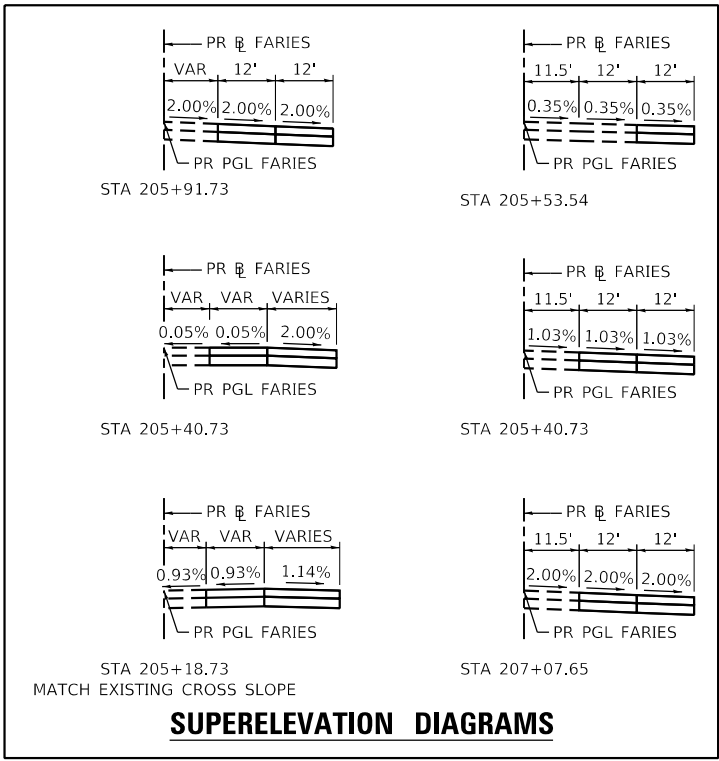 PR ℄ FARIES
VAR 12' 12'
2.00% 2.00% 2.00%
PR PGL FARIES
STA 205+91.73
PR ℄ FARIES
VAR VAR VARIES
0.05% 0.05% 2.00%
PR PGL FARIES
STA 205+40.73
PR ℄ FARIES
VAR VAR VARIES
0.93% 0.93% 1.14%
PR PGL FARIES
STA 205+18.73
MATCH EXISTING CROSS SLOPE
PR ℄ FARIES
11.5' 12' 12'
0.35% 0.35% 0.35%
PR PGL FARIES
STA 205+53.54
PR ℄ FARIES
11.5' 12' 12'
1.03% 1.03% 1.03%
PR PGL FARIES
STA 205+40.73
PR ℄ FARIES
11.5' 12' 12'
2.00% 2.00% 2.00%
PR PGL FARIES
STA 207+07.65
SUPERELEVATION DIAGRAMS